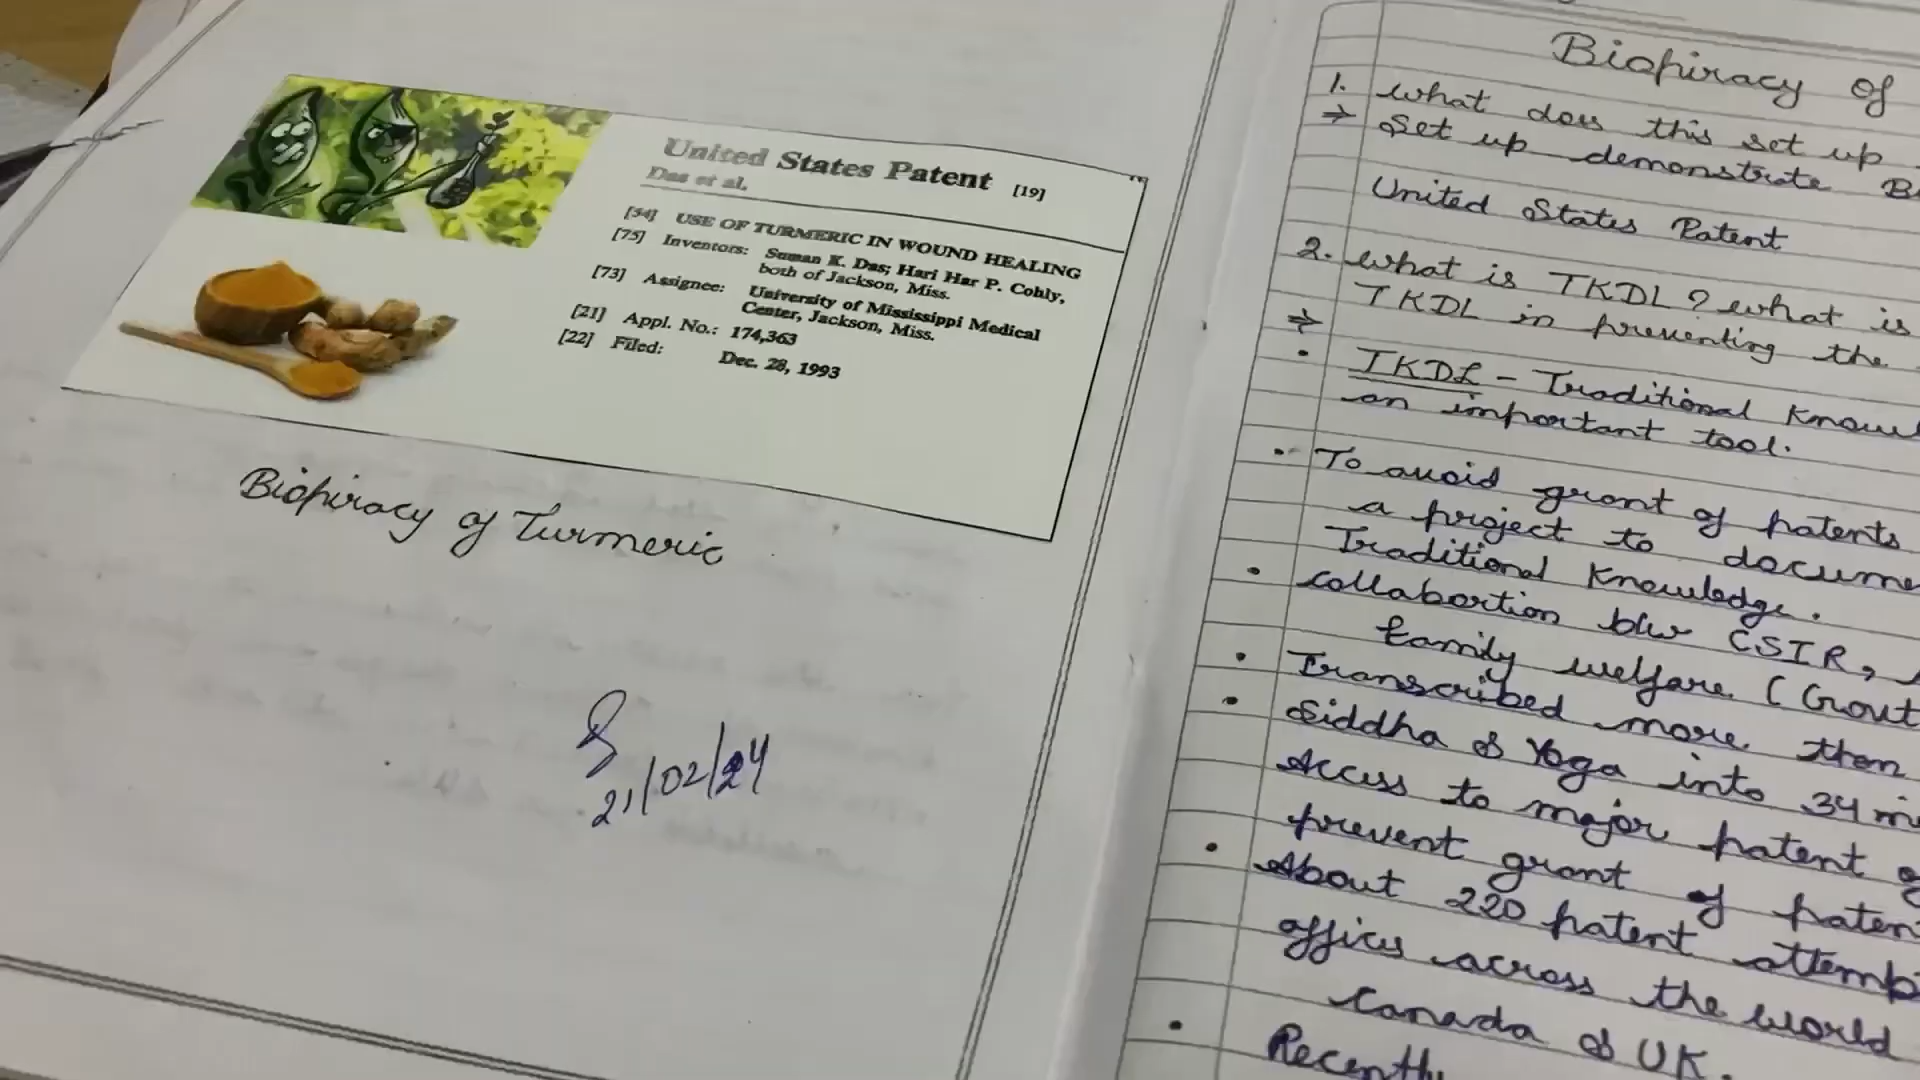 United States Patent [19]
Das et al.
[54] USE OF TURMERIC IN WOUND HEALING
[75] Inventors: Suman K. Das; Hari Har P. Cohly,
both of Jackson, Miss.
[73] Assignee: University of Mississippi Medical
Center, Jackson, Miss.
[21] Appl. No.: 174,363
[22] Filed: Dec. 28, 1993
Biopiracy of Turmeric
21/02/24
Biopiracy of
1. what does this set up
⇒ Set up demonstrate
United States Patent
2. what is TKDL? what is
TKDL in preventing the
⇒
• TKDL - Traditional
an important tool.
• To avoid grant of patents
a project to
Traditional Knowledge.
• collabortion b/w CSIR,
family welfare (
• Transcribed more then
• Siddha & Yoga into 34
Access to major patent
prevent grant of
• About 220 patent
offices across the world
Canada & UK.
• Recently